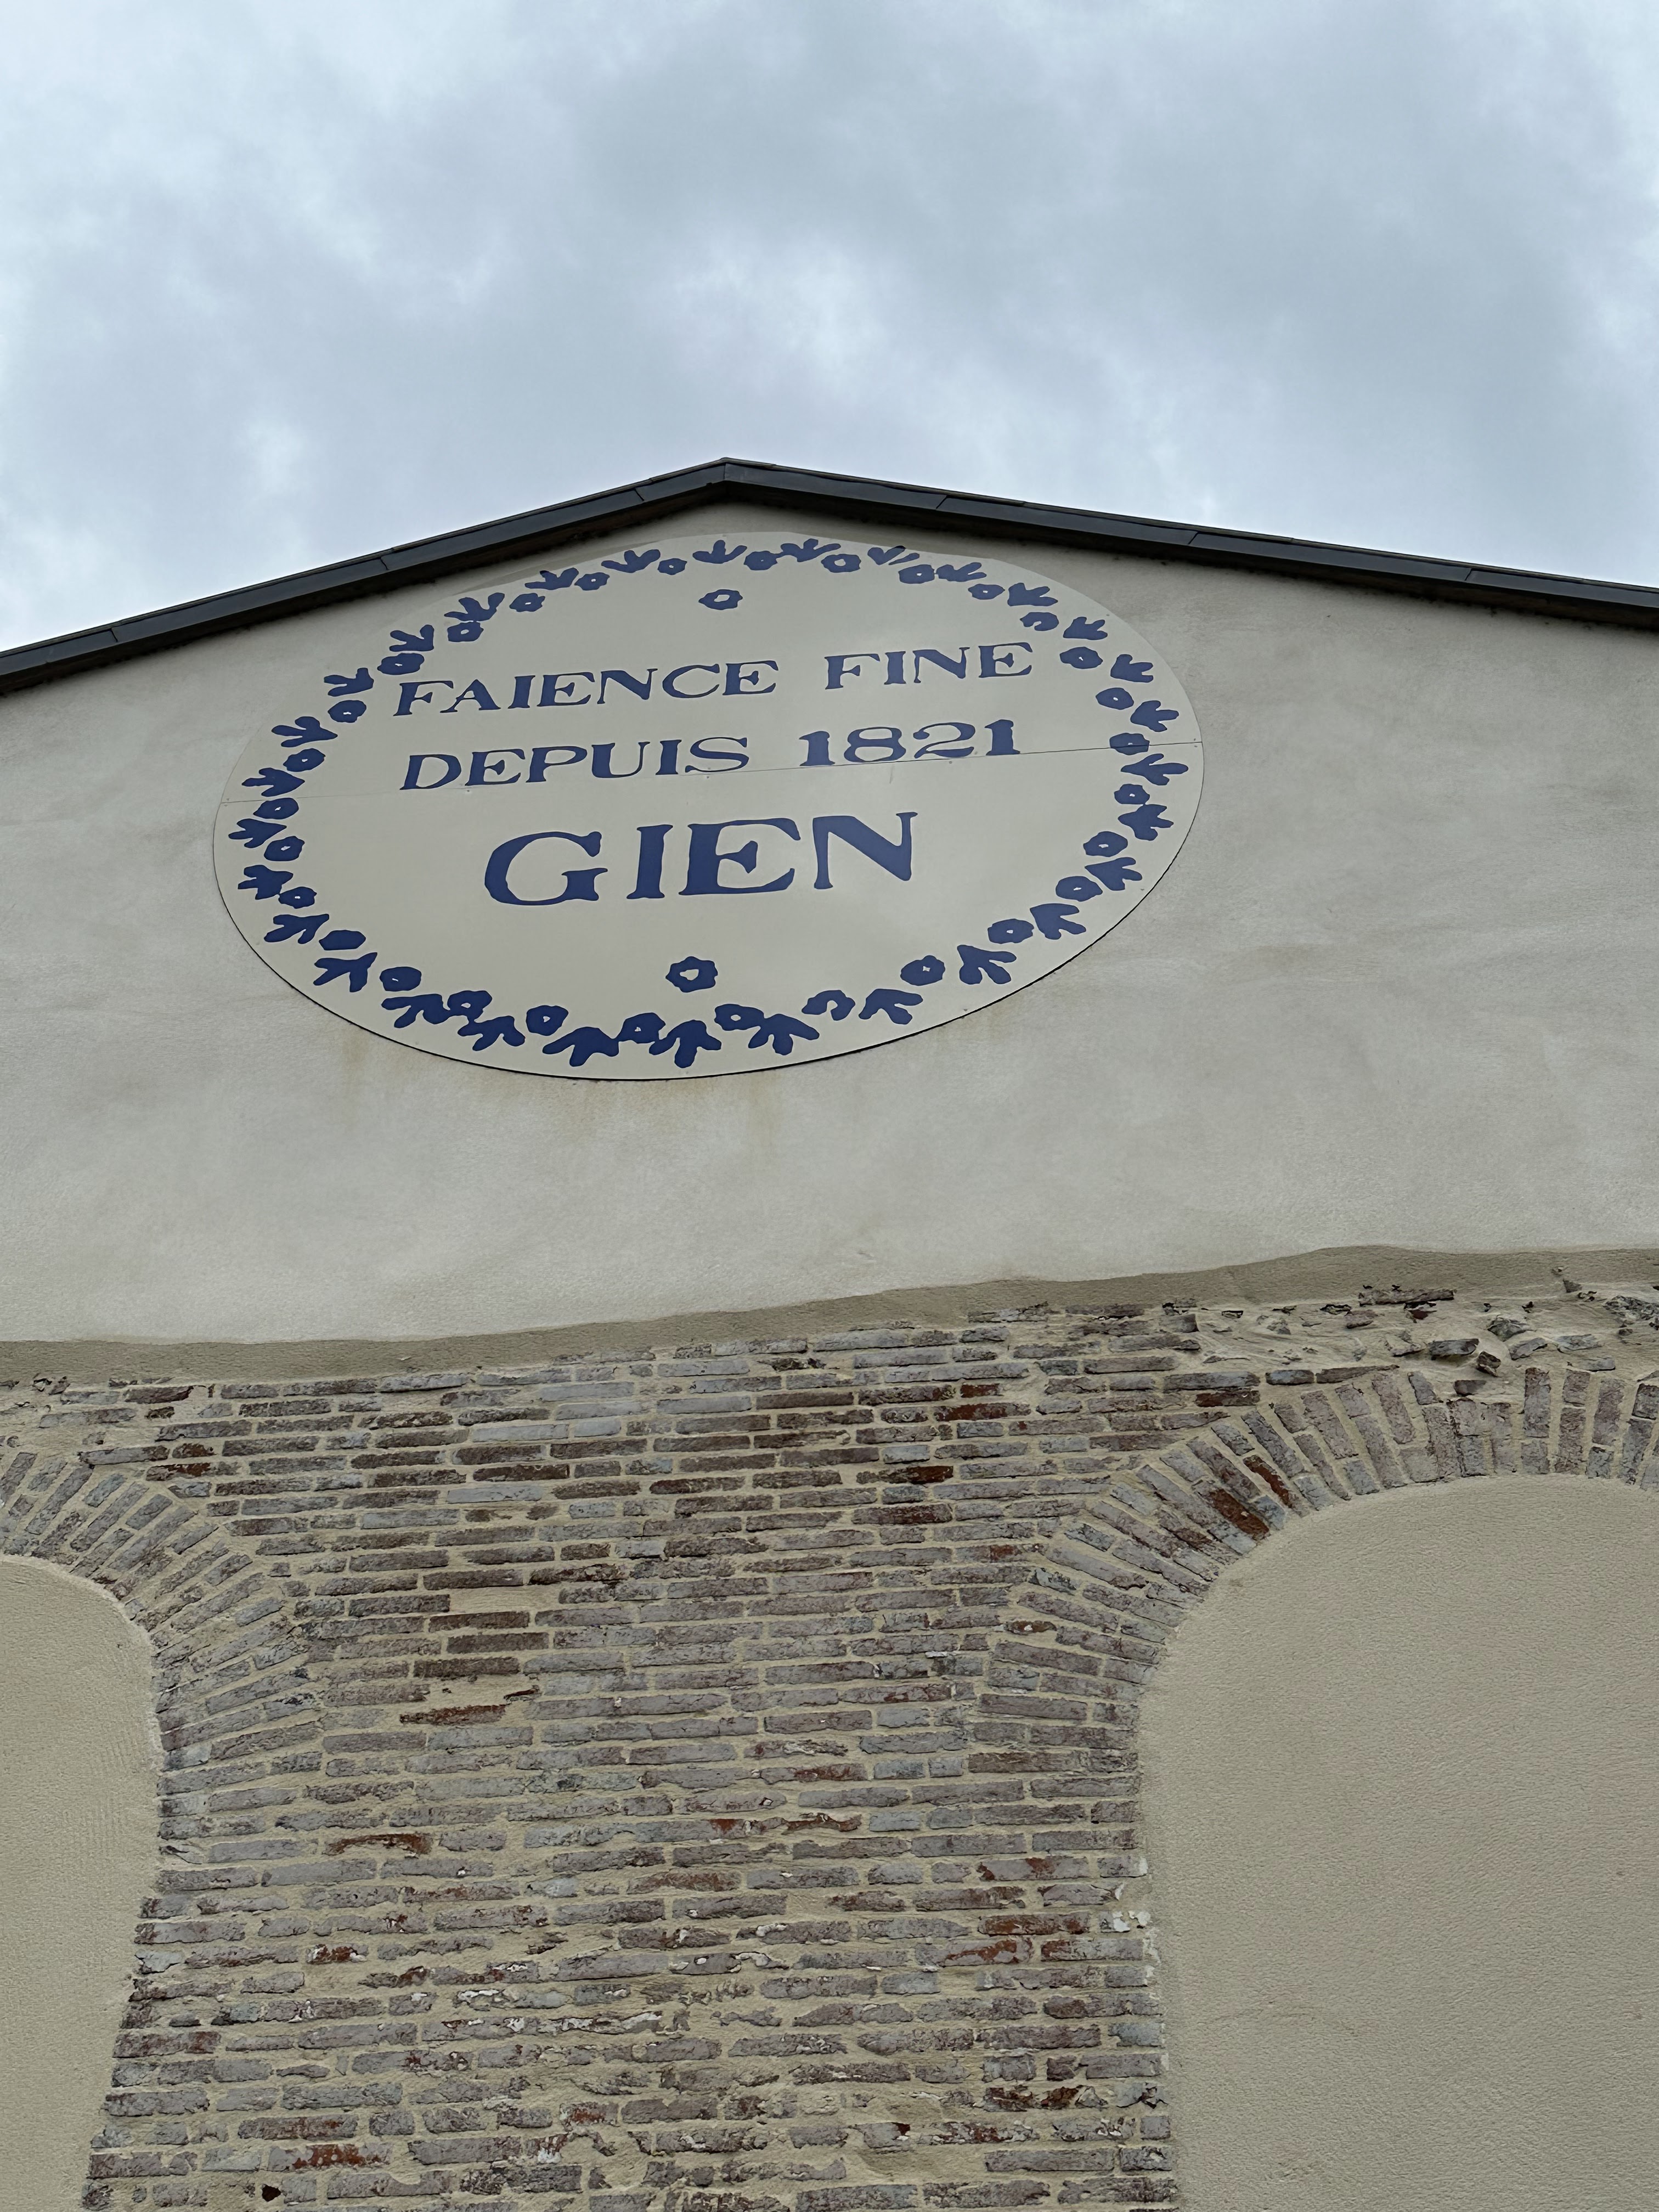 FAIENCE FINE
DEPUIS 1821
GIEN